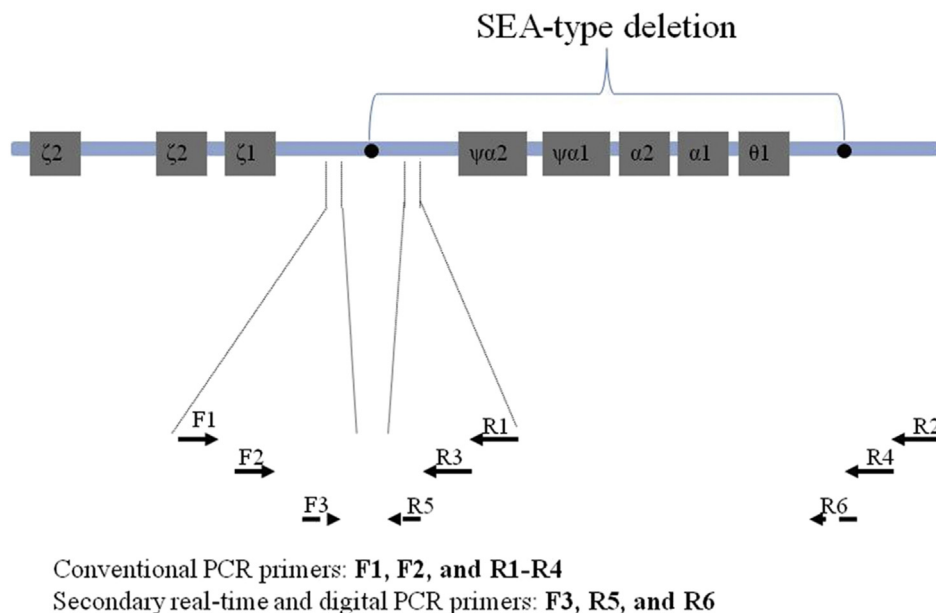 SEA-type deletion
ζ2 ζ2 ζ1 ψα2 ψα1 α2 α1 θ1
F1 R1 R2
F2 R3 R4
F3 R5 R6
Conventional PCR primers: F1, F2, and R1-R4
Secondary real-time and digital PCR primers: F3, R5, and R6